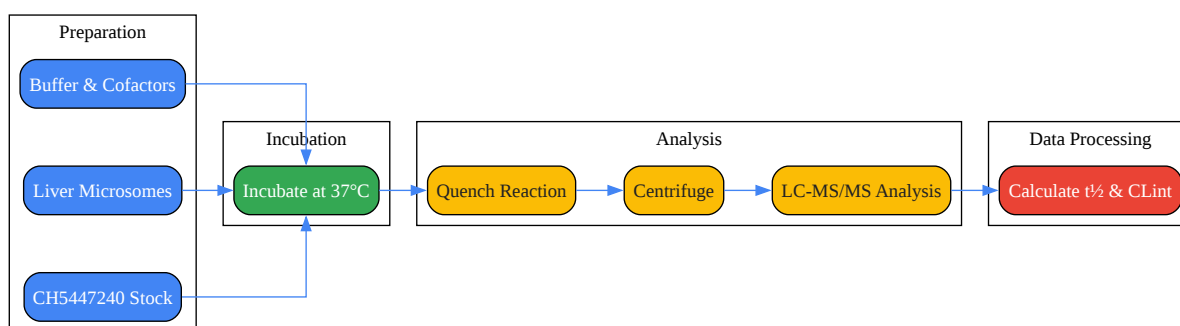 Preparation
Buffer & Cofactors
Liver Microsomes
CH5447240 Stock
Incubation
Incubate at 37°C
Analysis
Quench Reaction
Centrifuge
LC-MS/MS Analysis
Data Processing
Calculate t½ & CLint